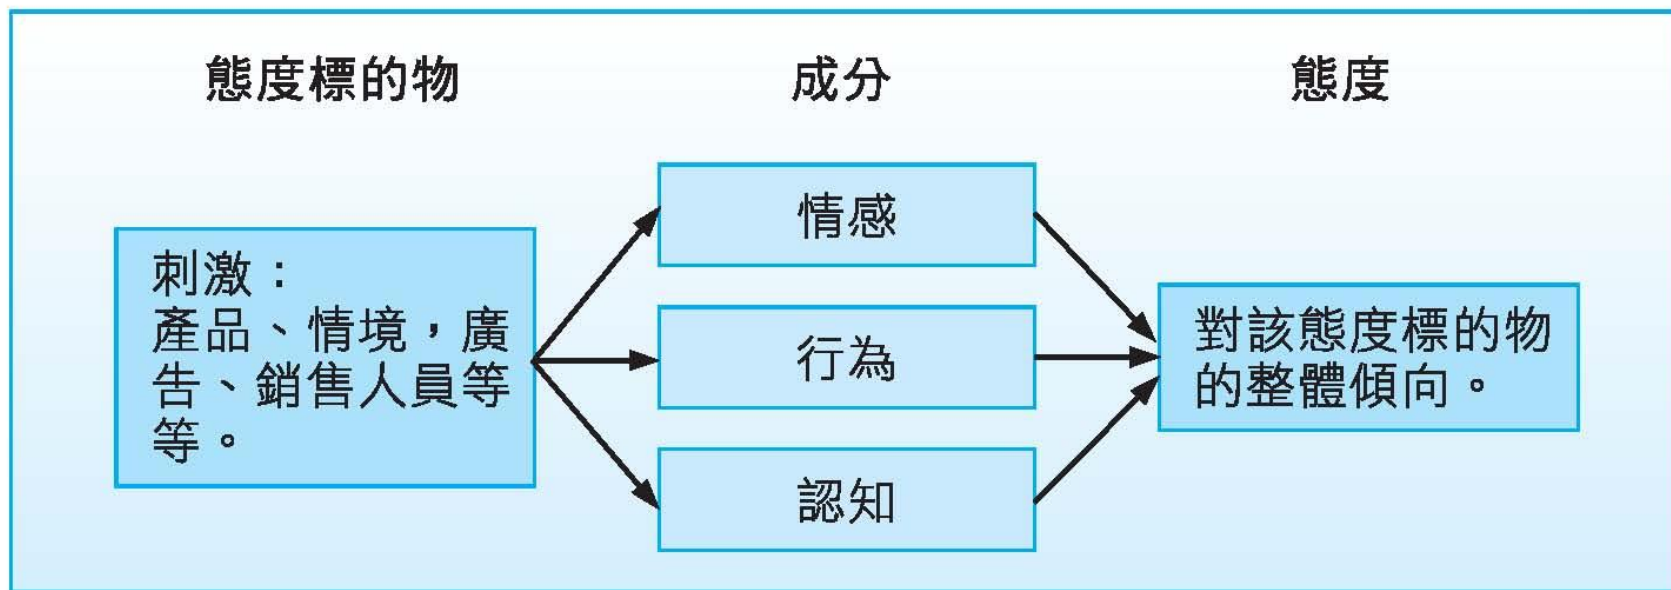 態度標的物
成分
態度
刺激：
產品、情境，廣
告、銷售人員等
等。
情感
行為
認知
對該態度標的物
的整體傾向。